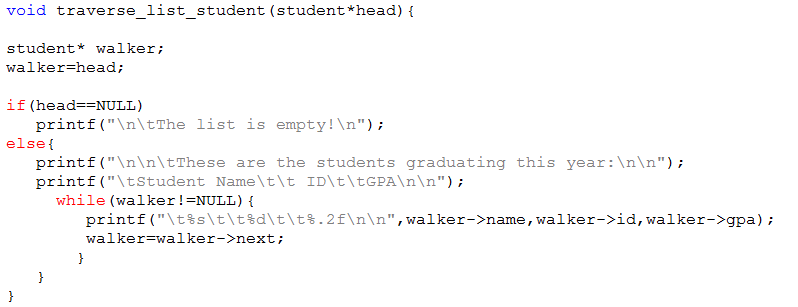 void traverse_list_student(student*head){
student* walker;
walker=head;
if(head==NULL)
printf("\n\tThe list is empty!\n");
else{
printf("\n\n\tThese are the students graduating this year:\n\n");
printf("\tStudent Name\t\t ID\t\tGPA\n\n");
while(walker!=NULL){
printf("\t%s\t\t%d\t\t%.2f\n\n",walker->name,walker->id,walker->gpa);
walker=walker->next;
}
}
}